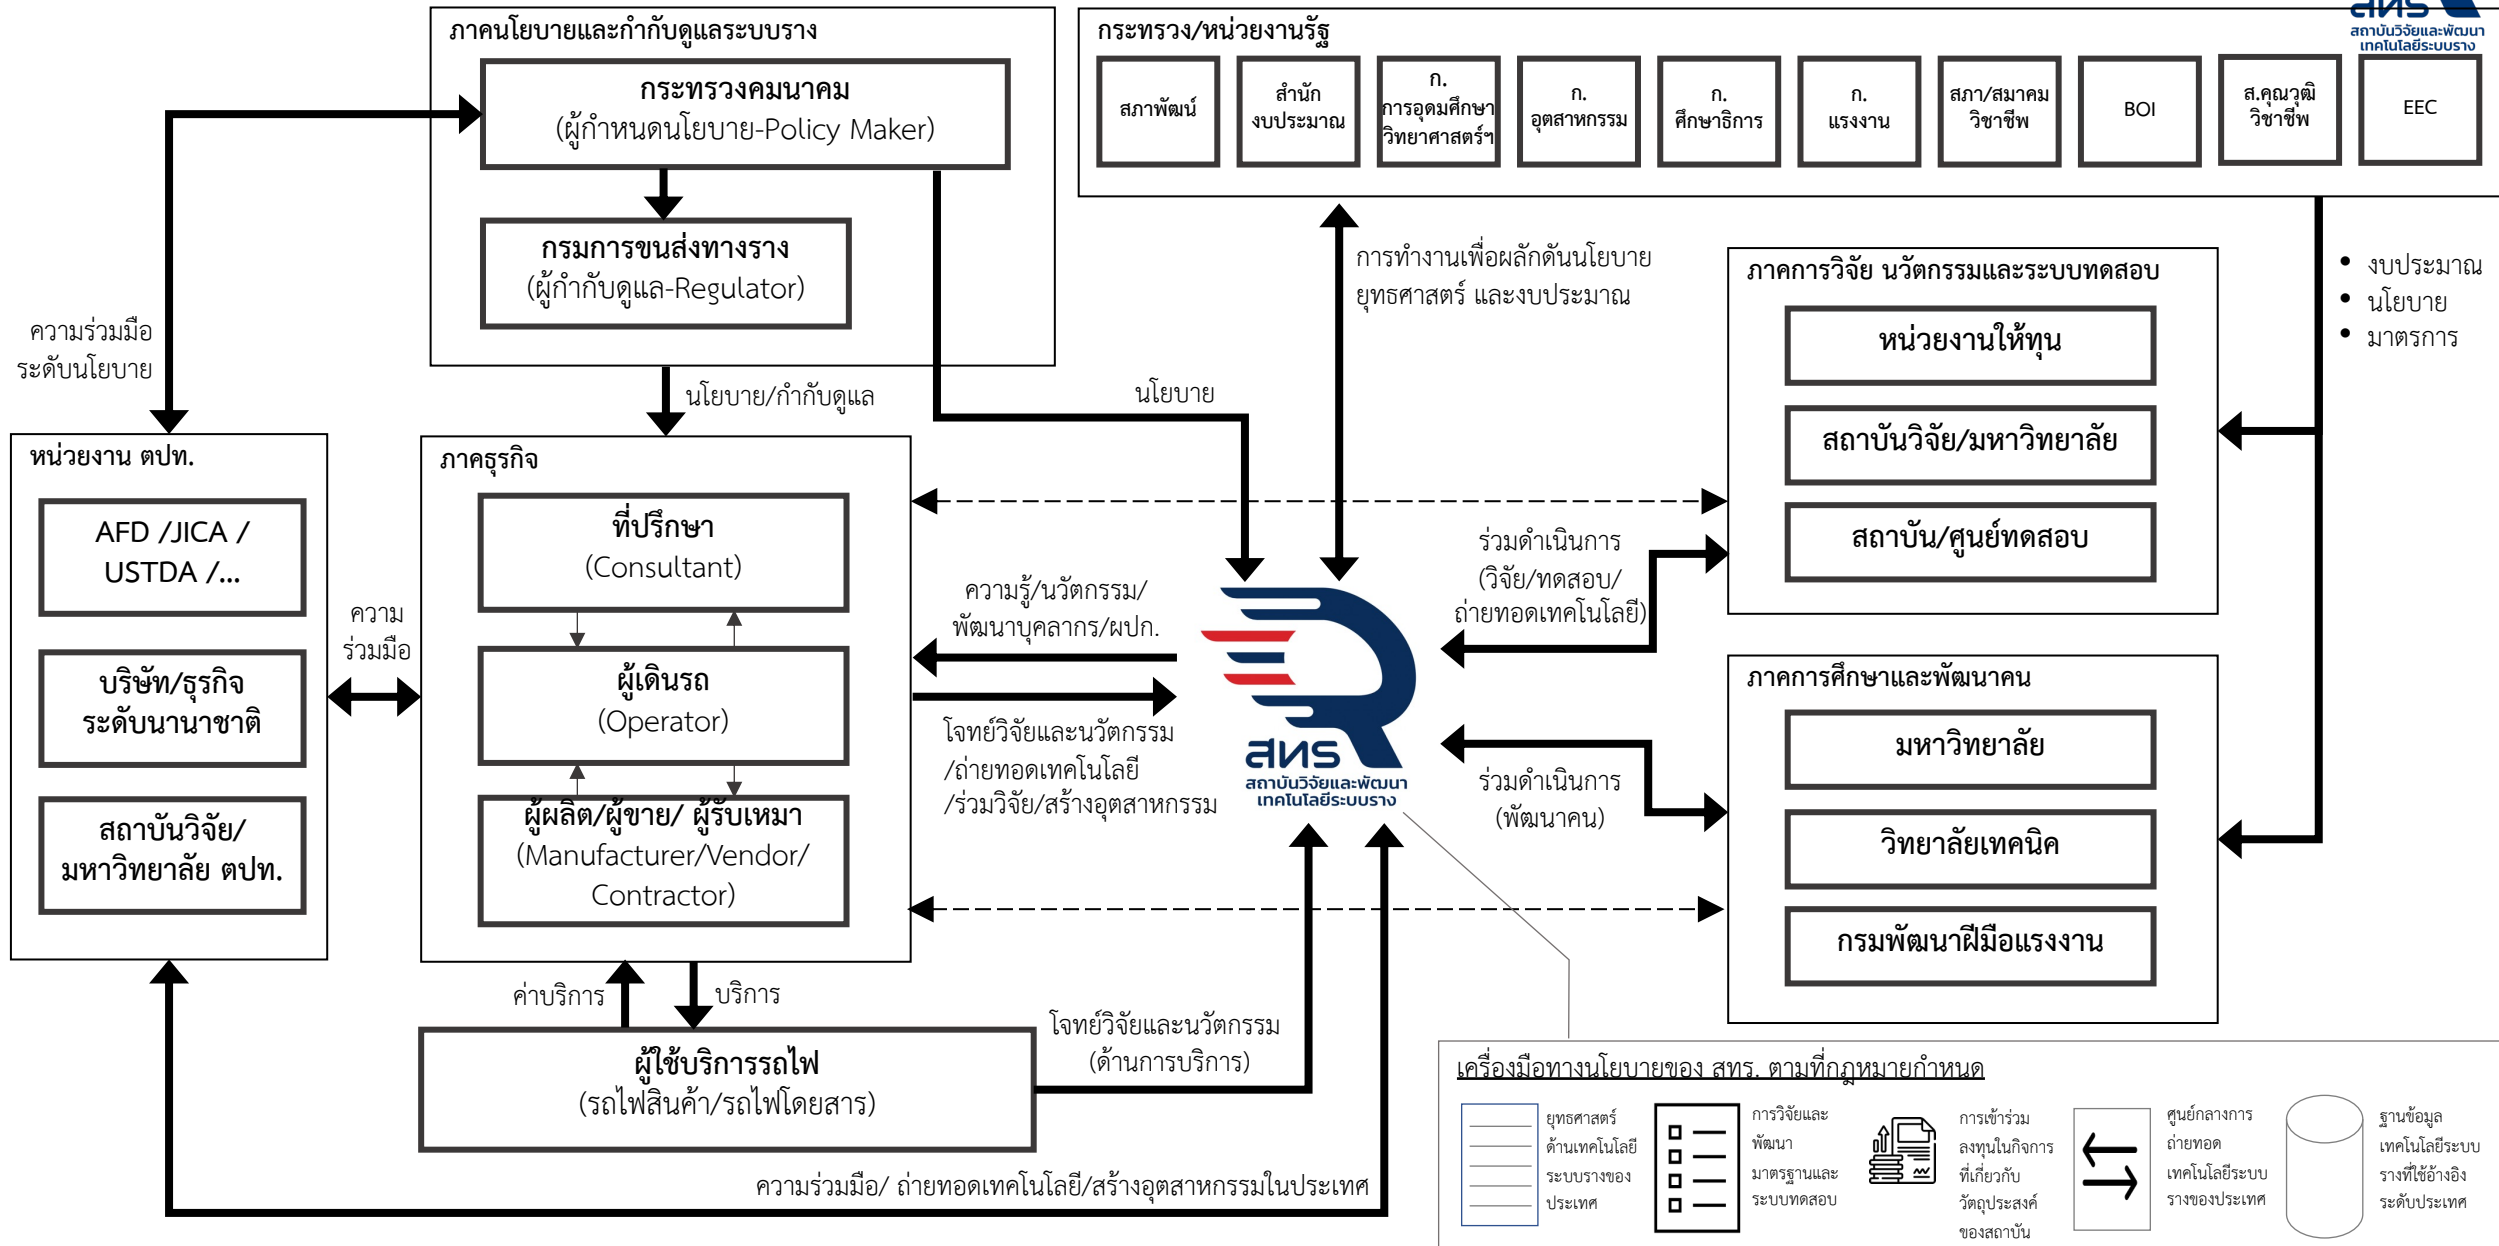 ภาคนโยบายและกำกับดูแลระบบราง
กระทรวงคมนาคม
(ผู้กำหนดนโยบาย-Policy Maker)
กรมการขนส่งทางราง
(ผู้กำกับดูแล-Regulator)
กระทรวง/หน่วยงานรัฐ
สทร
สถาบันวิจัยและพัฒนา
เทคโนโลยีระบบราง
สภาพัฒน์
สำนัก
งบประมาณ
ก.
การอุดมศึกษา
วิทยาศาสตร์ฯ
ก.
อุตสาหกรรม
ก.
ศึกษาธิการ
ก.
แรงงาน
สภา/สมาคม
วิชาชีพ
BOI
ส.คุณวุฒิ
วิชาชีพ
EEC
ความร่วมมือ
ระดับนโยบาย
นโยบาย/กำกับดูแล
นโยบาย
การทำงานเพื่อผลักดันนโยบาย
ยุทธศาสตร์ และงบประมาณ
• งบประมาณ
• นโยบาย
• มาตรการ
หน่วยงาน ตปท.
AFD /JICA /
USTDA /...
บริษัท/ธุรกิจ
ระดับนานาชาติ
สถาบันวิจัย/
มหาวิทยาลัย ตปท.
ความ
ร่วมมือ
ภาคธุรกิจ
ที่ปรึกษา
(Consultant)
ผู้เดินรถ
(Operator)
ผู้ผลิต/ผู้ขาย/ ผู้รับเหมา
(Manufacturer/Vendor/
Contractor)
ความรู้/นวัตกรรม/
พัฒนาบุคลากร/ผปก.
โจทย์วิจัยและนวัตกรรม
/ถ่ายทอดเทคโนโลยี
/ร่วมวิจัย/สร้างอุตสาหกรรม
สทร
สถาบันวิจัยและพัฒนา
เทคโนโลยีระบบราง
ร่วมดำเนินการ
(วิจัย/ทดสอบ/
ถ่ายทอดเทคโนโลยี)
ร่วมดำเนินการ
(พัฒนาคน)
ภาคการวิจัย นวัตกรรมและระบบทดสอบ
หน่วยงานให้ทุน
สถาบันวิจัย/มหาวิทยาลัย
สถาบัน/ศูนย์ทดสอบ
ภาคการศึกษาและพัฒนาคน
มหาวิทยาลัย
วิทยาลัยเทคนิค
กรมพัฒนาฝีมือแรงงาน
ค่าบริการ
บริการ
ผู้ใช้บริการรถไฟ
(รถไฟสินค้า/รถไฟโดยสาร)
โจทย์วิจัยและนวัตกรรม
(ด้านการบริการ)
ความร่วมมือ/ ถ่ายทอดเทคโนโลยี/สร้างอุตสาหกรรมในประเทศ
เครื่องมือทางนโยบายของ สทร. ตามที่กฎหมายกำหนด
ยุทธศาสตร์
ด้านเทคโนโลยี
ระบบรางของ
ประเทศ
การวิจัยและ
พัฒนา
มาตรฐานและ
ระบบทดสอบ
การเข้าร่วม
ลงทุนในกิจการ
ที่เกี่ยวกับ
วัตถุประสงค์
ของสถาบัน
ศูนย์กลางการ
ถ่ายทอด
เทคโนโลยีระบบ
รางของประเทศ
ฐานข้อมูล
เทคโนโลยีระบบ
รางที่ใช้อ้างอิง
ระดับประเทศ